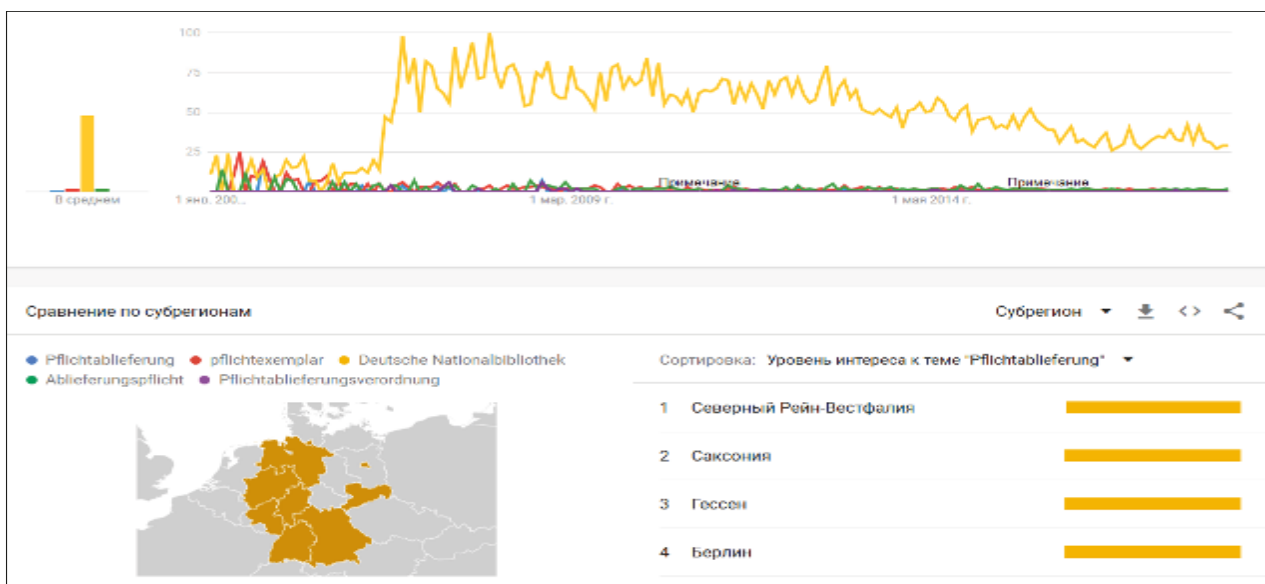 100
75
50
25
Примечание
Примечание
В среднем
1 янв. 200...
1 мар. 2009 г.
1 мая 2014 г.
Сравнение по субрегионам
Субрегион
Pflichtablieferung pflichtexemplar Deutsche Nationalbibliothek
Ablieferungspflicht Pflichtablieferungsverordnung
Сортировка: Уровень интереса к теме "Pflichtablieferung"
1 Северный Рейн-Вестфалия
2 Саксония
3 Гессен
4 Берлин